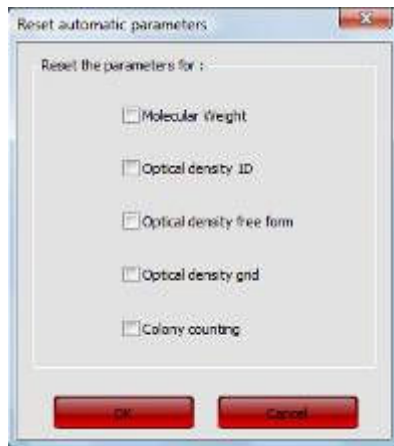 Reset automatic parameters
Reset the parameters for :
Molecular Weight
Optical density 1D
Optical density free form
Optical density grid
Colony counting
OK
Cancel